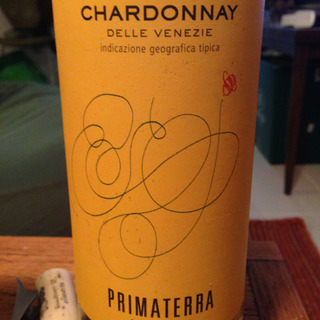 CHARDONNAY
DELLE VENEZIE
indicazione geografica tipica
PRIMATERRA